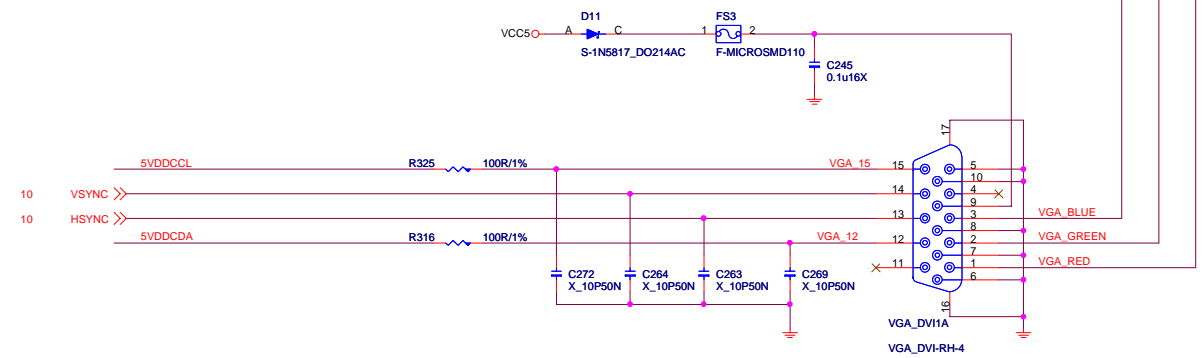 D11
FS3
VCC5
A
C
1
2
S-1N5817_DO214AC
F-MICROSMD110
C245
0.1u16X
17
5VDDCCL
R325
100R/1%
VGA_15
15
5
10
10
VSYNC
14
4
9
10
HSYNC
13
3
VGA_BLUE
8
5VDDCDA
R316
100R/1%
VGA_12
12
2
VGA_GREEN
7
11
1
VGA_RED
6
C272
X_10P50N
C264
X_10P50N
C263
X_10P50N
C269
X_10P50N
16
VGA_DVI1A
VGA_DVI-RH-4